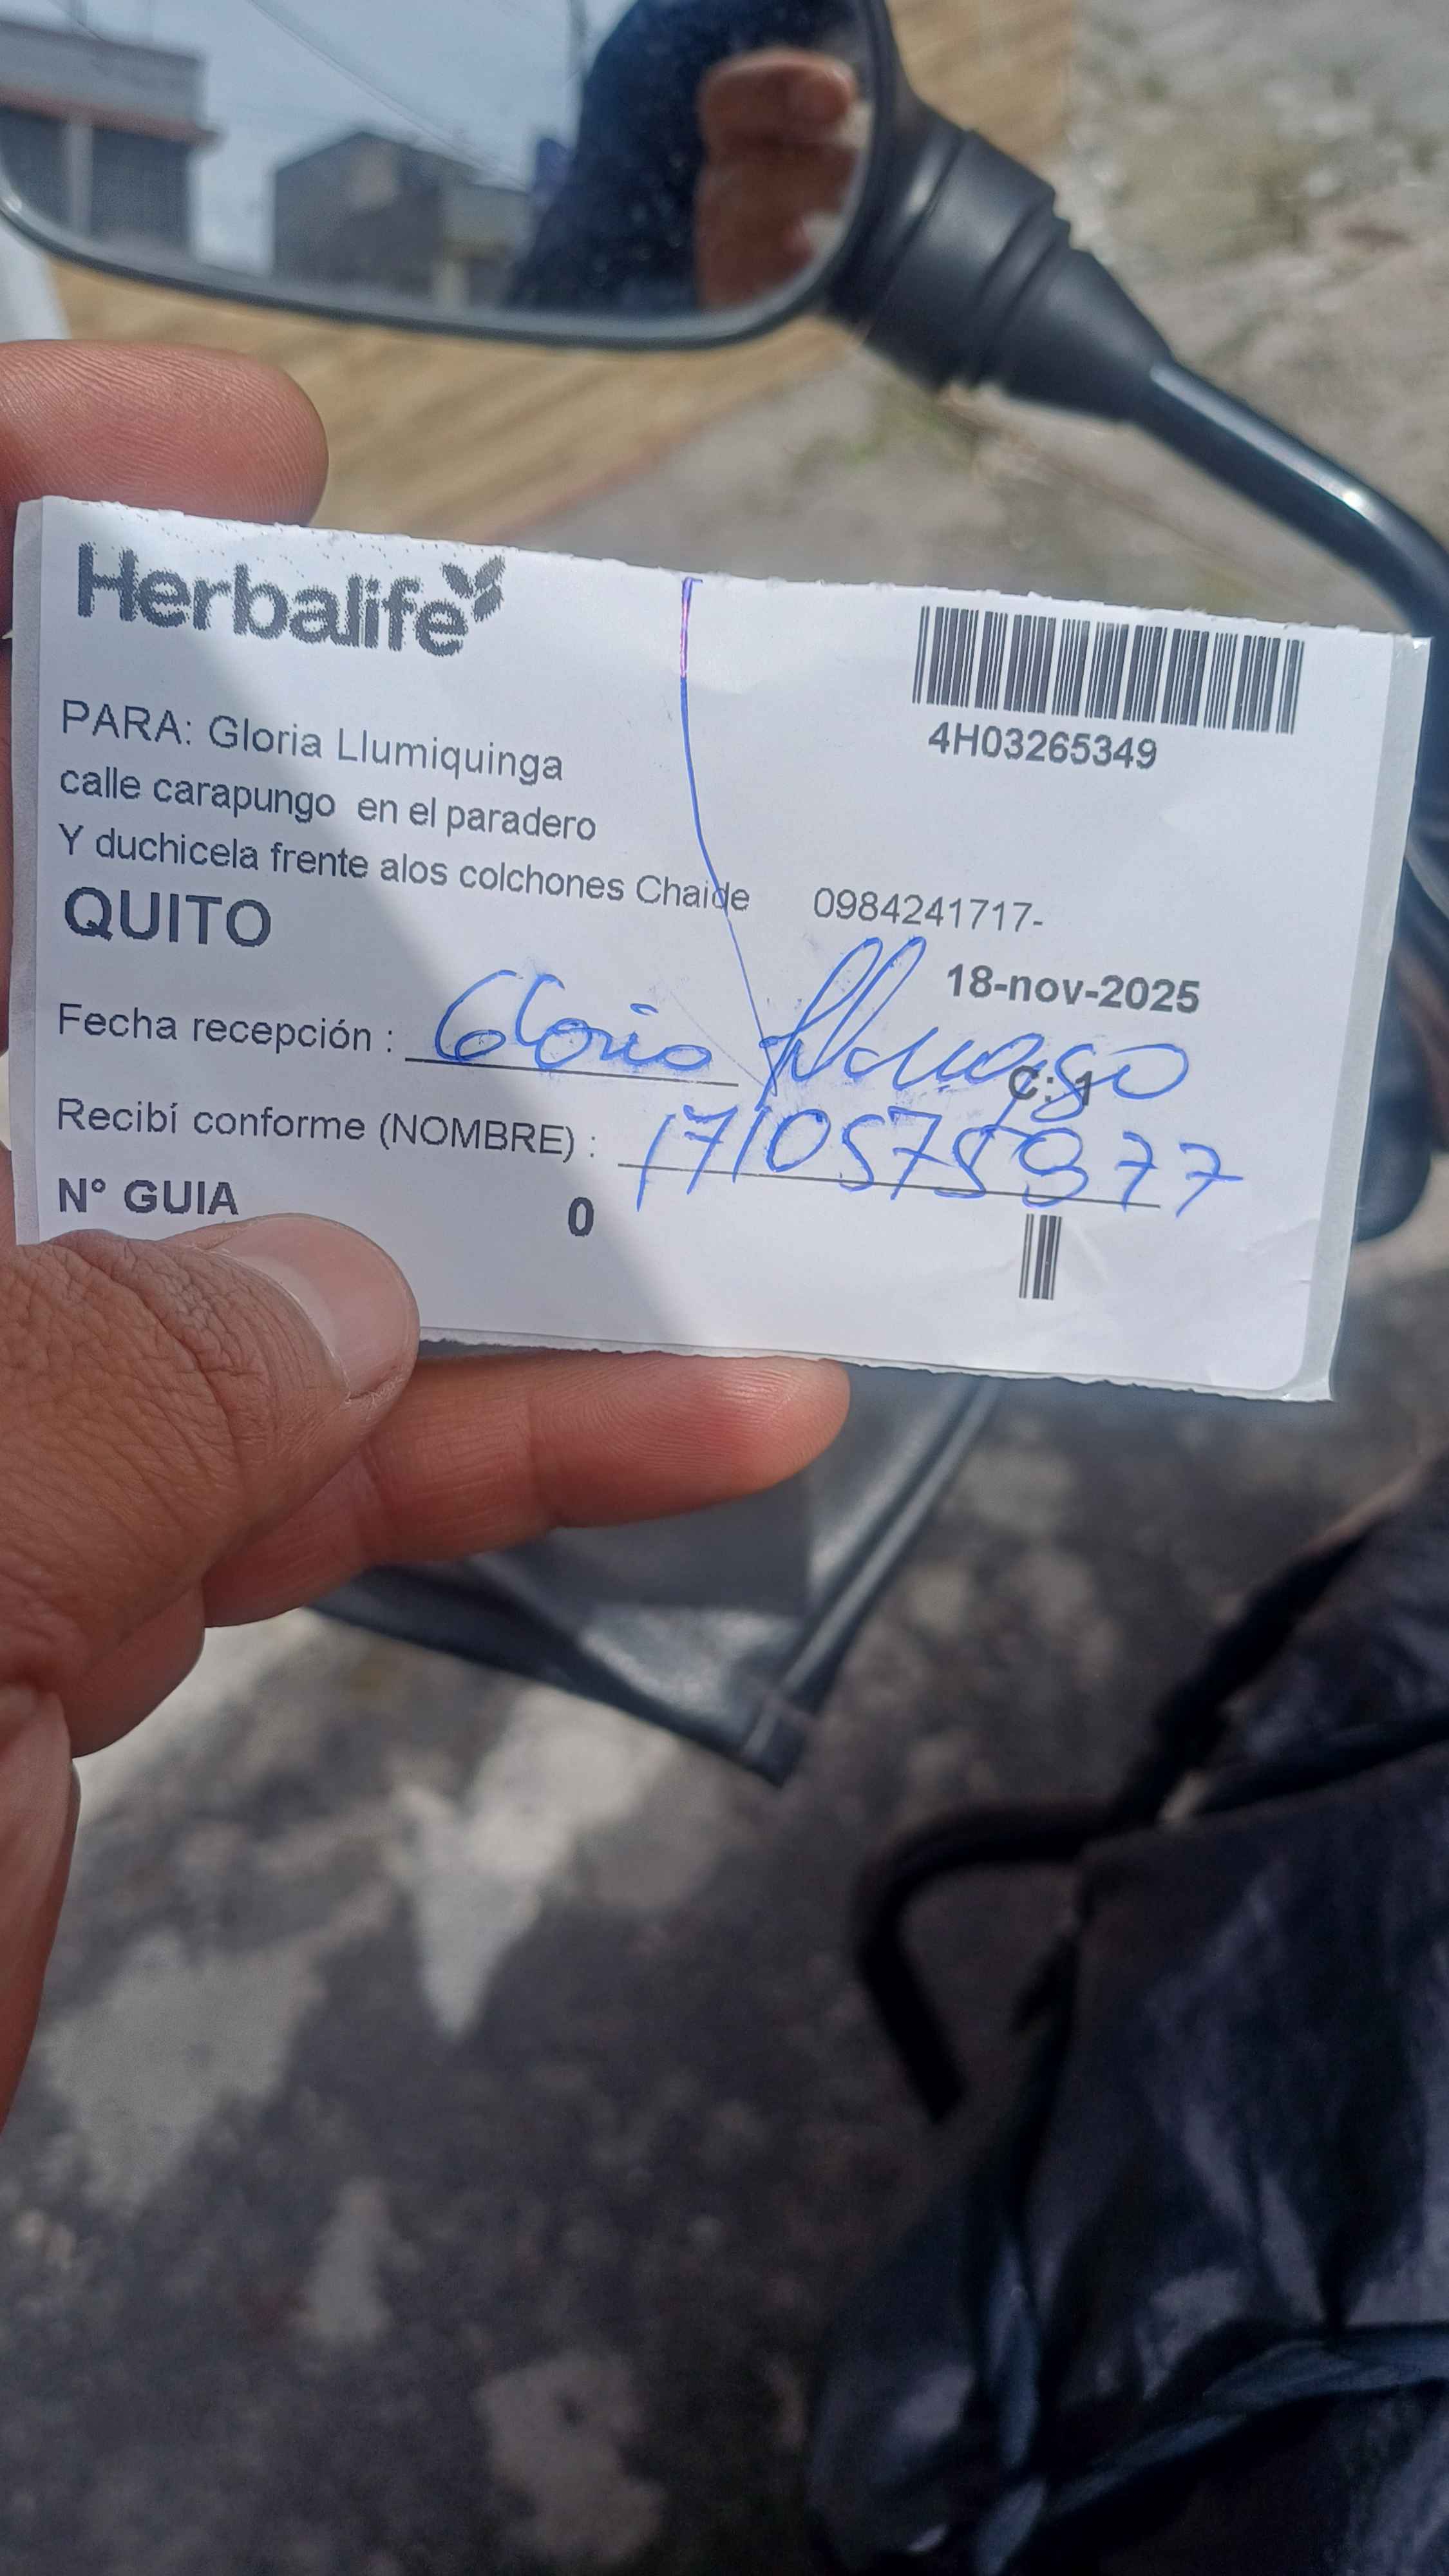 Herbalife
4H03265349
PARA: Gloria Llumiquinga
calle carapungo en el paradero
Y duchicela frente alos colchones Chaide 0984241717-
QUITO
18-nov-2025
Fecha recepción : Gloria
C: 1
Recibí conforme (NOMBRE) :
N° GUIA 0